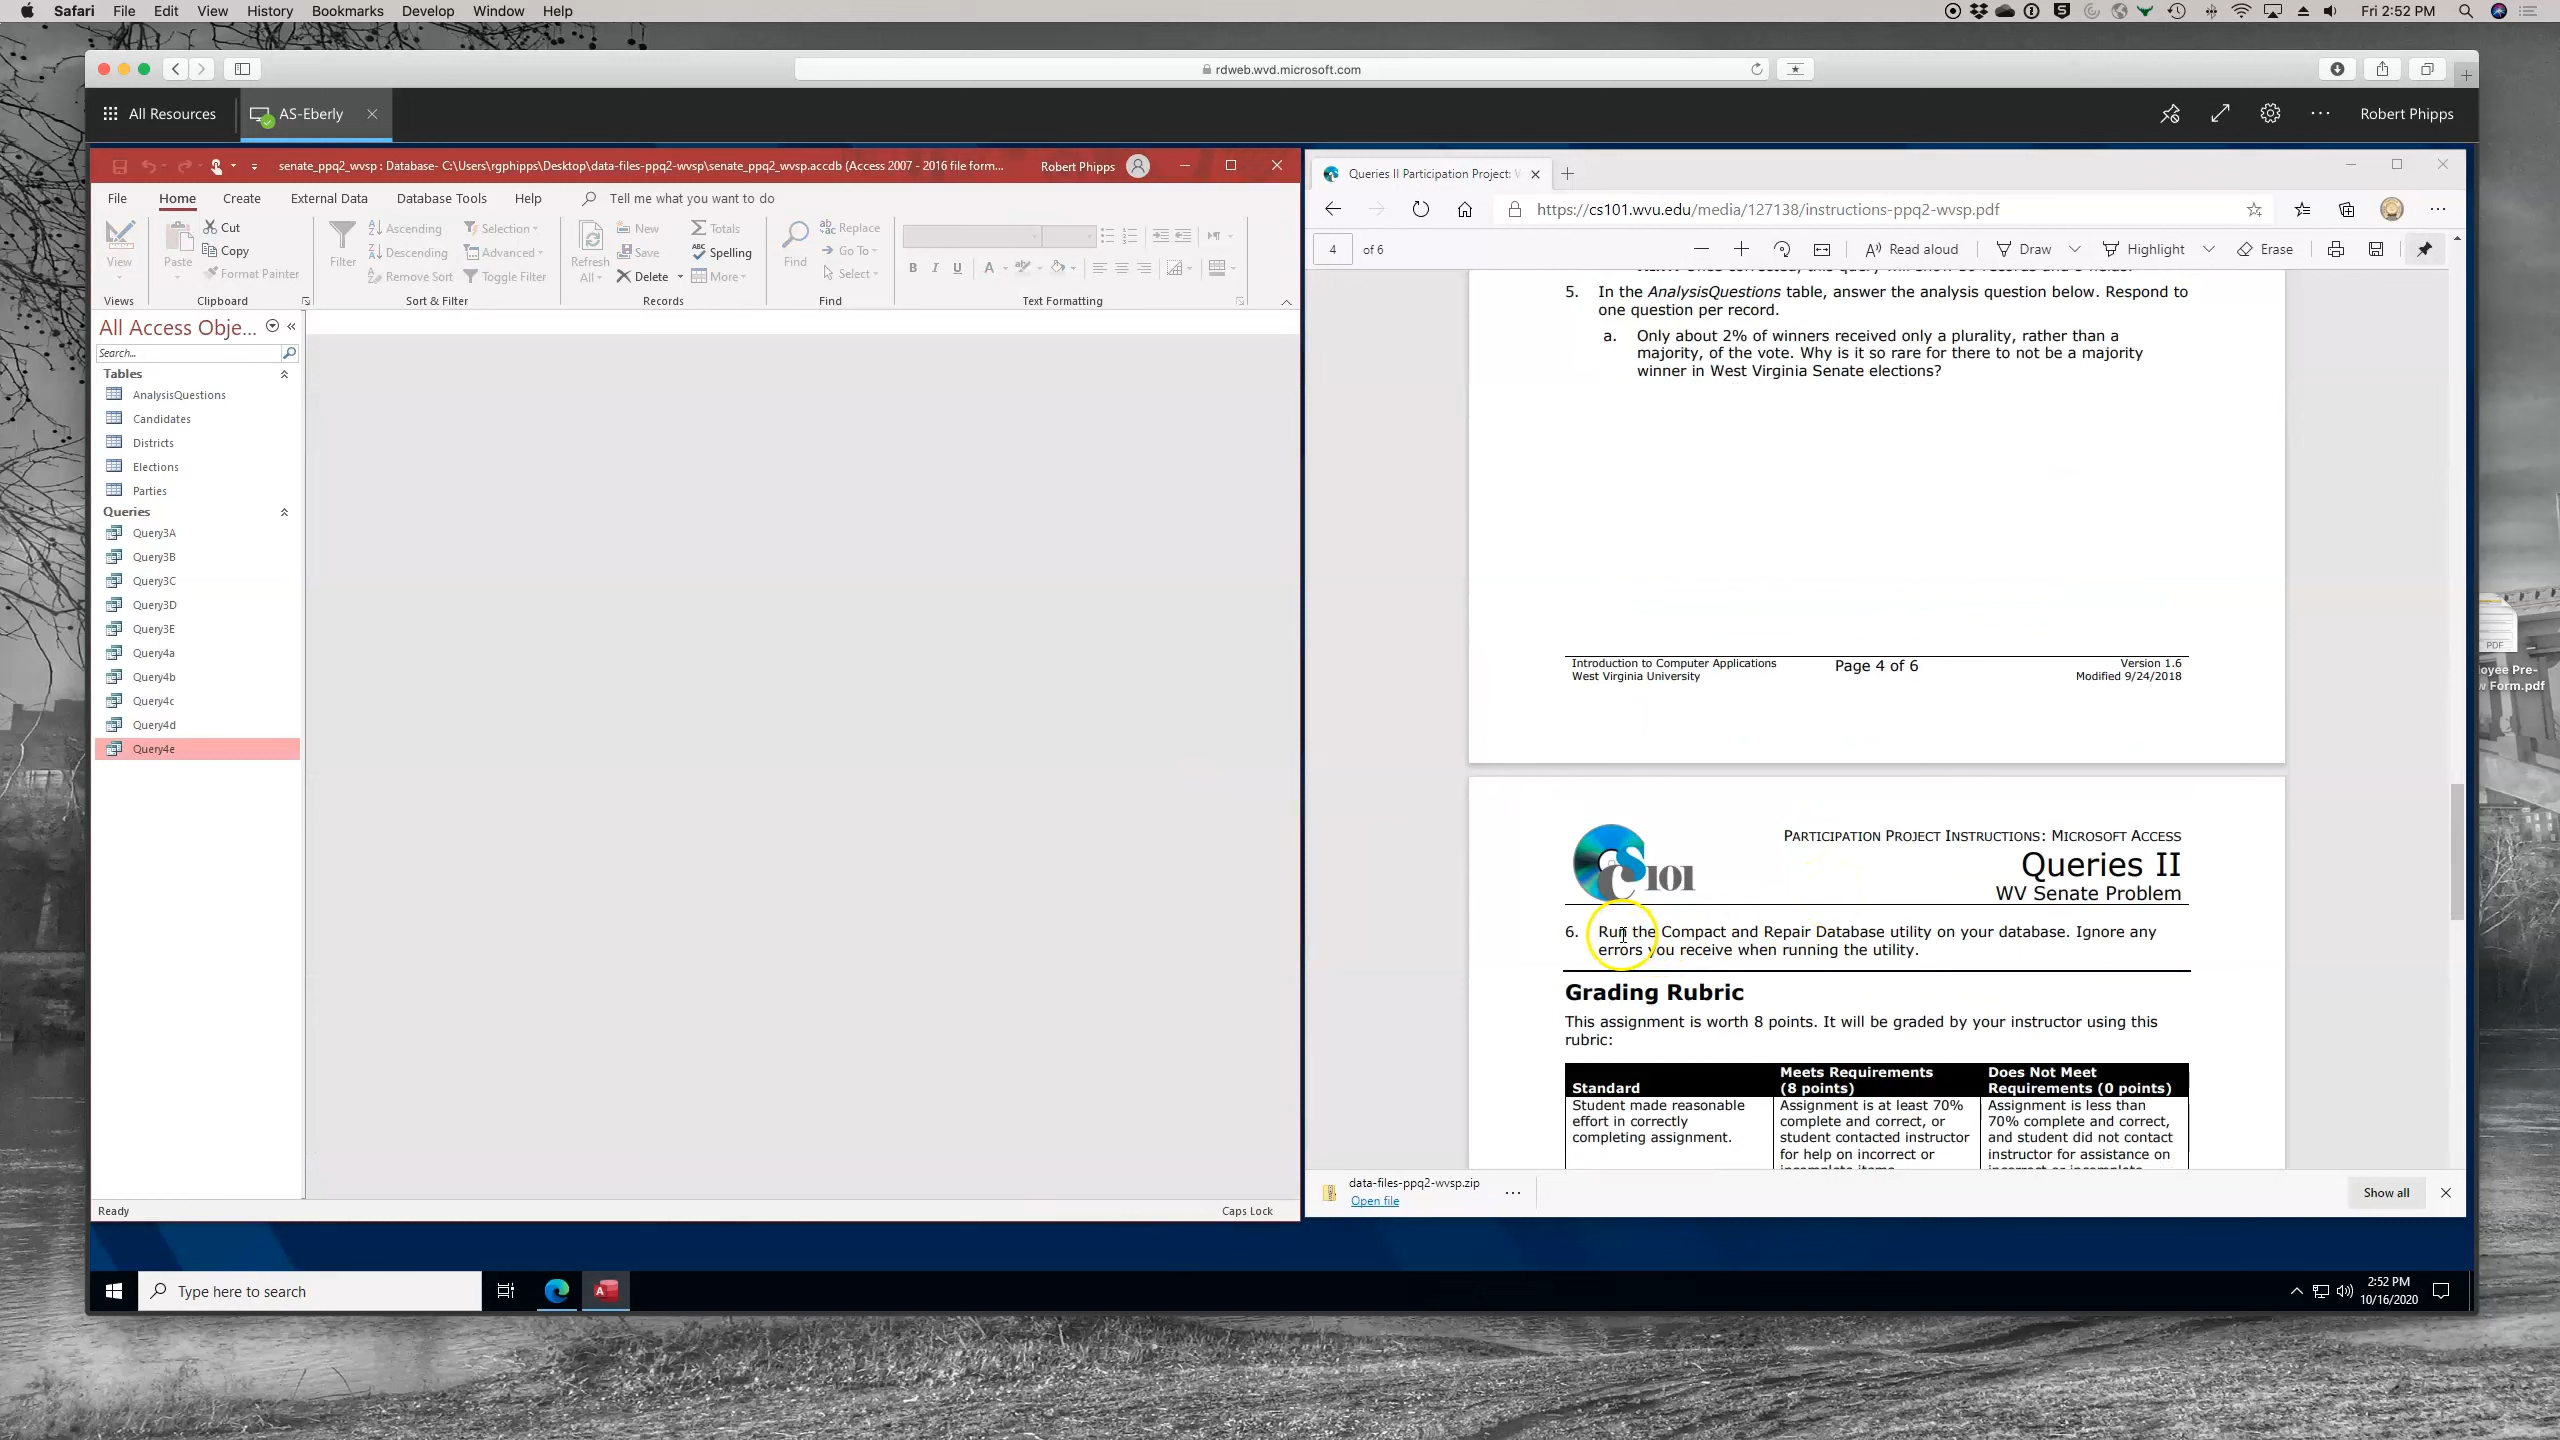 Safari File Edit View History Bookmarks Develop Window Help Fri 2:52 PM
rdweb.wvd.microsoft.com
All Resources AS-Eberly Robert Phipps
senate_ppq2_wvsp : Database- C:\Users\rgphipps\Desktop\data-files-ppq2-wvsp\senate_ppq2_wvsp.accdb (Access 2007 - 2016 file form... Robert Phipps
File Home Create External Data Database Tools Help Tell me what you want to do
View
Paste
Cut
Copy
Format Painter
Filter
Ascending
Descending
Remove Sort
Selection
Advanced
Toggle Filter
Refresh
All
New
Save
Delete
Totals
Spelling
More
Find
Replace
Go To
Select
B I U A
Views Clipboard Sort & Filter Records Find Text Formatting
All Access Obje...
Search...
Tables
AnalysisQuestions
Candidates
Districts
Elections
Parties
Queries
Query3A
Query3B
Query3C
Query3D
Query3E
Query4a
Query4b
Query4c
Query4d
Query4e
Ready Caps Lock
Queries II Participation Project: W
https://cs101.wvu.edu/media/127138/instructions-ppq2-wvsp.pdf
4 of 6 Read aloud Draw Highlight Erase
5. In the AnalysisQuestions table, answer the analysis question below. Respond to
one question per record.
a. Only about 2% of winners received only a plurality, rather than a
majority, of the vote. Why is it so rare for there to not be a majority
winner in West Virginia Senate elections?
Introduction to Computer Applications
West Virginia University
Page 4 of 6
Version 1.6
Modified 9/24/2018
CS101
PARTICIPATION PROJECT INSTRUCTIONS: MICROSOFT ACCESS
Queries II
WV Senate Problem
6. Run the Compact and Repair Database utility on your database. Ignore any
errors you receive when running the utility.
Grading Rubric
This assignment is worth 8 points. It will be graded by your instructor using this
rubric:
Standard
Meets Requirements
(8 points)
Does Not Meet
Requirements (0 points)
Student made reasonable
effort in correctly
completing assignment.
Assignment is at least 70%
complete and correct, or
student contacted instructor
for help on incorrect or
Assignment is less than
70% complete and correct,
and student did not contact
instructor for assistance on
data-files-ppq2-wvsp.zip
Open file
Show all
Type here to search
2:52 PM
10/16/2020
PDF
oyee Pre-
w Form.pdf